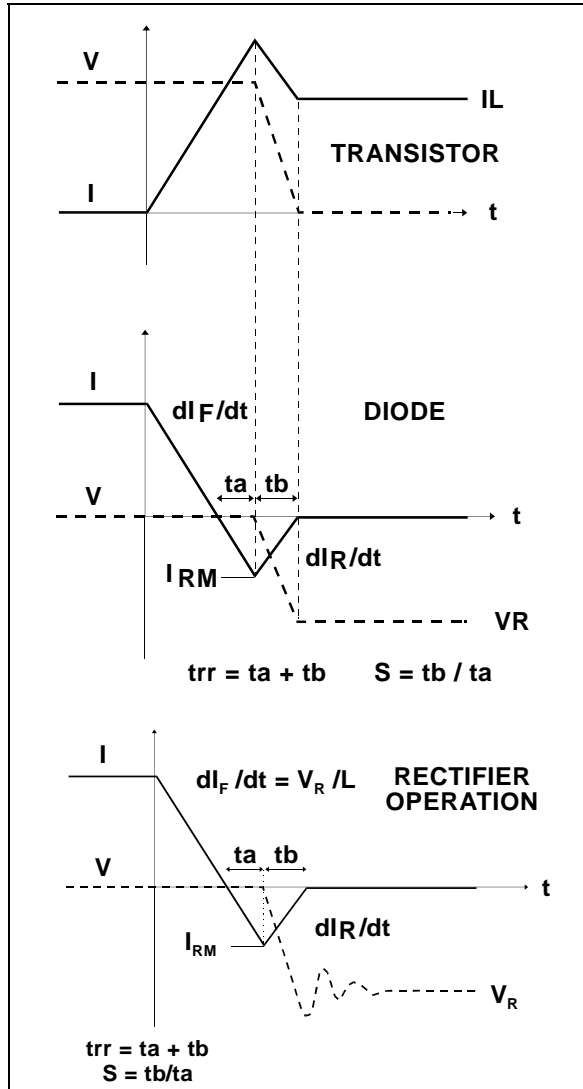 V
IL
TRANSISTOR
I
t
I
dIF/dt
DIODE
ta tb
V
t
IRM
dIR/dt
VR
trr = ta + tb S = tb / ta
I
dIF/dt = VR/L
RECTIFIER
OPERATION
ta tb
V
t
IRM
dIR/dt
VR
trr = ta + tb
S = tb/ta